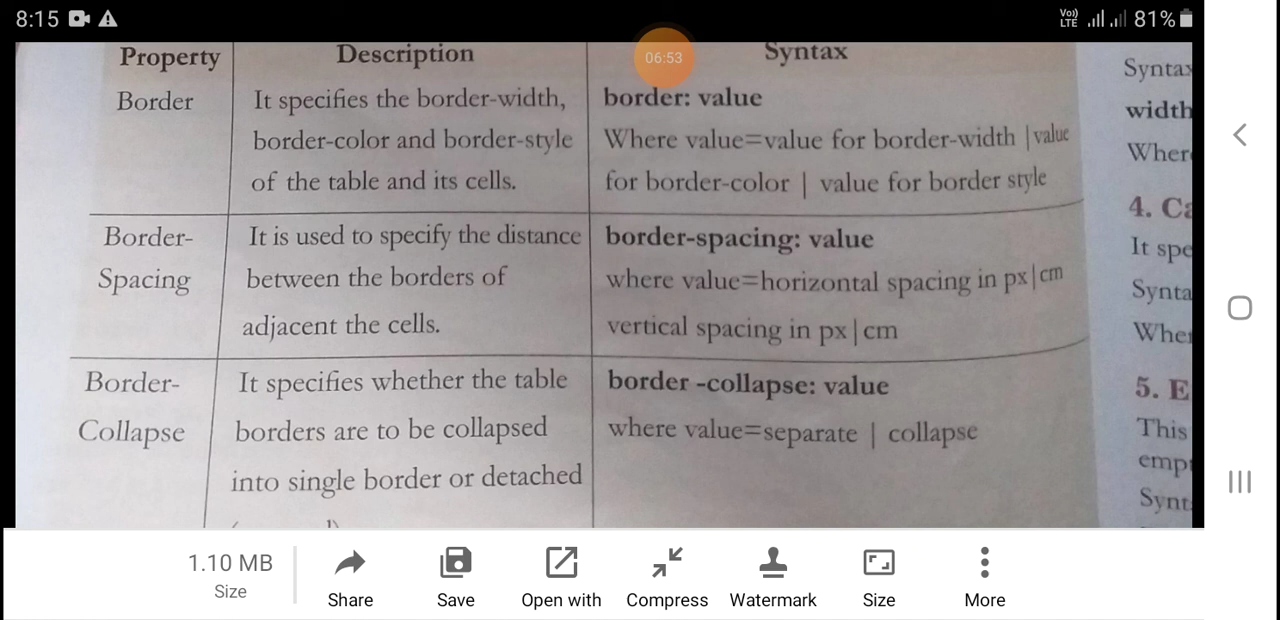 8:15
Vo))
LTE
81%
06:53
Property Description Syntax
Border It specifies the border-width, border: value
border-color and border-style Where value=value for border-width | value
of the table and its cells. for border-color | value for border style
Border- It is used to specify the distance border-spacing: value
Spacing between the borders of where value=horizontal spacing in px|cm
adjacent the cells. vertical spacing in px|cm
Border- It specifies whether the table border -collapse: value
Collapse borders are to be collapsed where value=separate | collapse
into single border or detached
Syntax
width
4.
It
5.
This
1.10 MB
Size
Share
Save
Open with
Compress
Watermark
Size
More